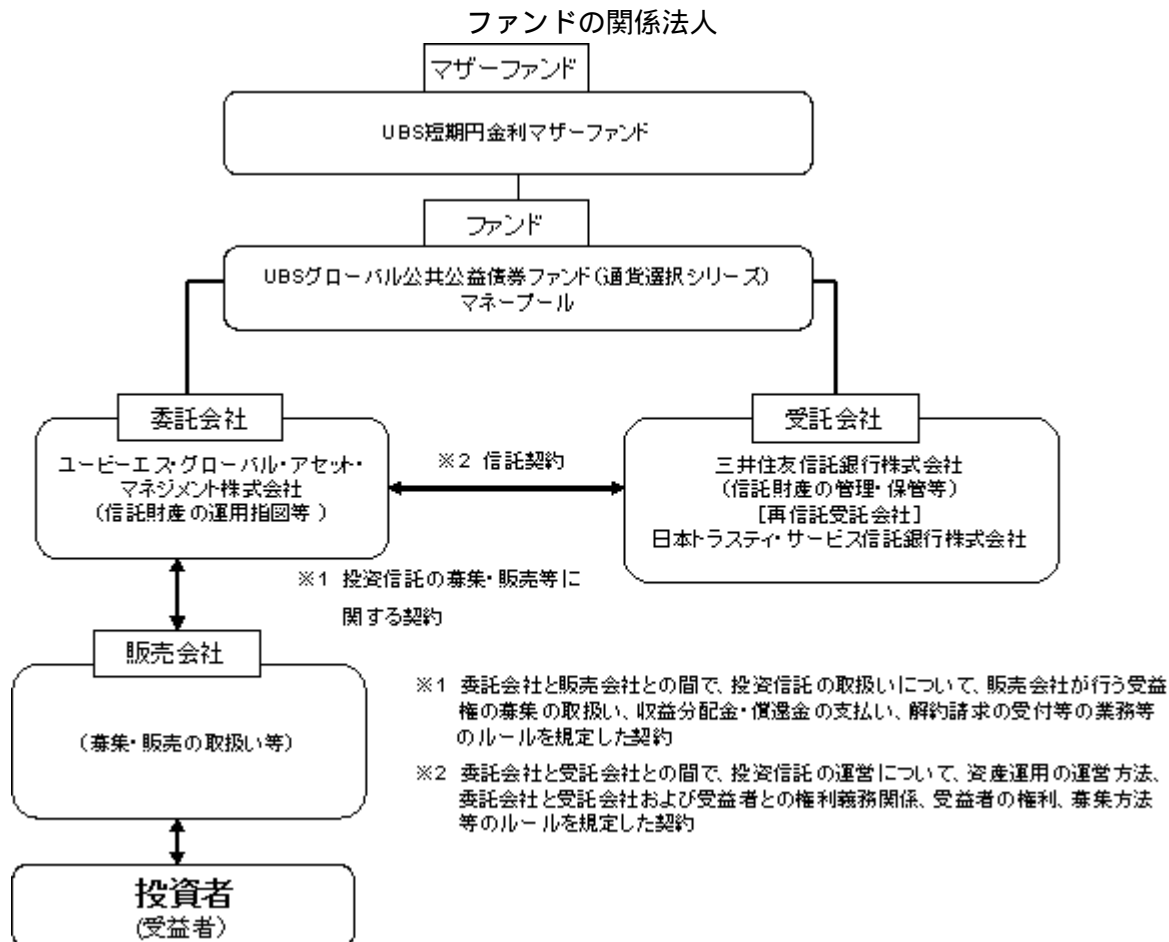 ファンドの関係法人
マザーファンド
UBS短期円金利マザーファンド
ファンド
UBSグローバル公共公益債券ファンド(通貨選択シリーズ)
マネープール
委託会社
ユービーエス・グローバル・アセット・
マネジメント株式会社
(信託財産の運用指図等)
※2 信託契約
受託会社
三井住友信託銀行株式会社
(信託財産の管理・保管等)
[再信託受託会社]
日本トラスティ・サービス信託銀行株式会社
※1 投資信託の募集・販売等に
関する契約
販売会社
(募集・販売の取扱い等)
※1 委託会社と販売会社との間で、投資信託の取扱いについて、販売会社が行う受益
権の募集の取扱い、収益分配金・償還金の支払い、解約請求の受付等の業務等
のルールを規定した契約
※2 委託会社と受託会社との間で、投資信託の運営について、資産運用の運営方法、
委託会社と受託会社および受益者との権利義務関係、受益者の権利、募集方法
等のルールを規定した契約
投資者
(受益者)